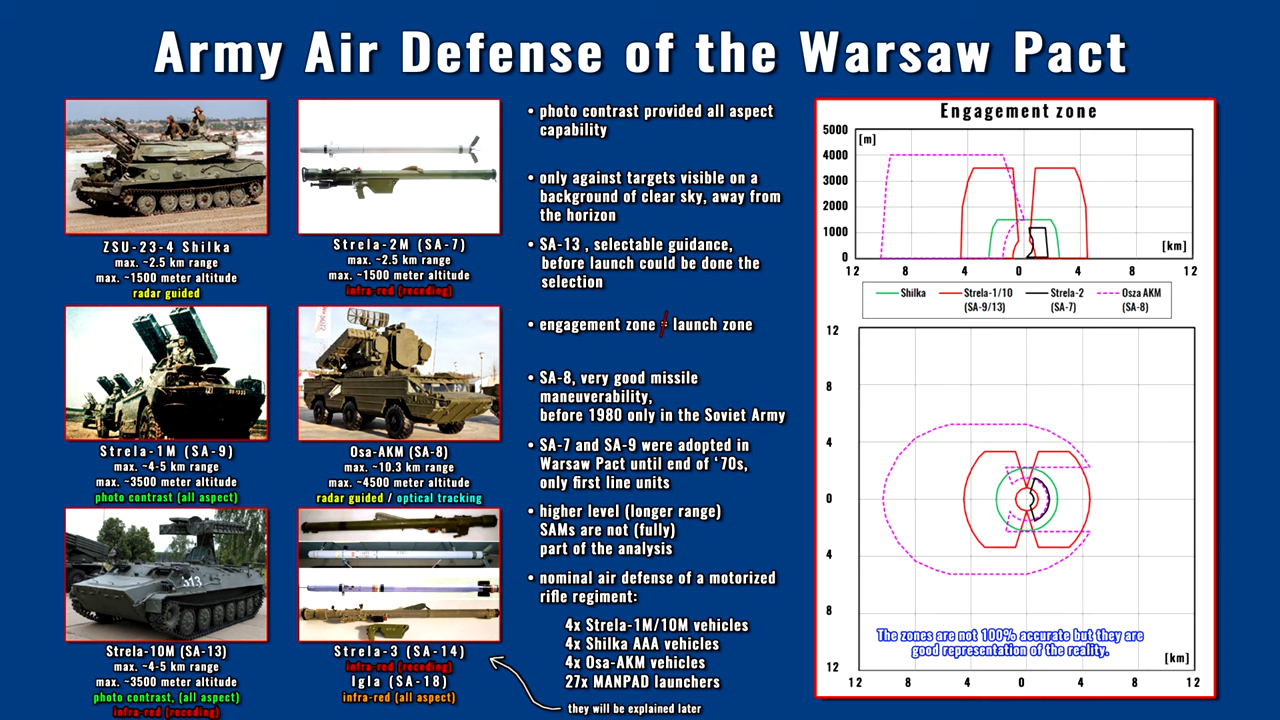 Army Air Defense of the Warsaw Pact
ZSU-23-4 Shilka
max. ~2.5 km range
max. ~1500 meter altitude
radar guided
Strela-2M (SA-7)
max. ~2.5 km range
max. ~1500 meter altitude
infra-red (recoding)
Strela-1M (SA-9)
max. ~4-5 km range
max. ~3500 meter altitude
photo contrast (all aspect)
Osa-AKM (SA-8)
max. ~10.3 km range
max. ~4500 meter altitude
radar guided / optical tracking
313
Strela-10M (SA-13)
max. ~4-5 km range
max. ~3500 meter altitude
photo contrast, (all aspect)
infra-red (recoding)
Strela-3 (SA-14)
infra-red (recoding)
Igla (SA-18)
infra-red (all aspect)
• photo contrast provided all aspect
capability
• only against targets visible on a
background of clear sky, away from
the horizon
• SA-13 , selectable guidance,
before launch could be done the
selection
• engagement zone ≠ launch zone
• SA-8, very good missile
maneuverability,
before 1980 only in the Soviet Army
• SA-7 and SA-9 were adopted in
Warsaw Pact until end of ‘70s,
only first line units
• higher level (longer range)
SAMs are not (fully)
part of the analysis
• nominal air defense of a motorized
rifle regiment:
4x Strela-1M/10M vehicles
4x Shilka AAA vehicles
4x Osa-AKM vehicles
27x MANPAD launchers
they will be explained later
Engagement zone
5000 [m]
4000
3000
2000
1000
0 [km]
12 8 4 0 4 8 12
Shilka Strela-1/10 Strela-2 Osza AKM
(SA-9/13) (SA-7) (SA-8)
12
8
4
0
4
8
The zones are not 100% accurate but they are
good representation of the reality.
12 [km]
12 8 4 0 4 8 12